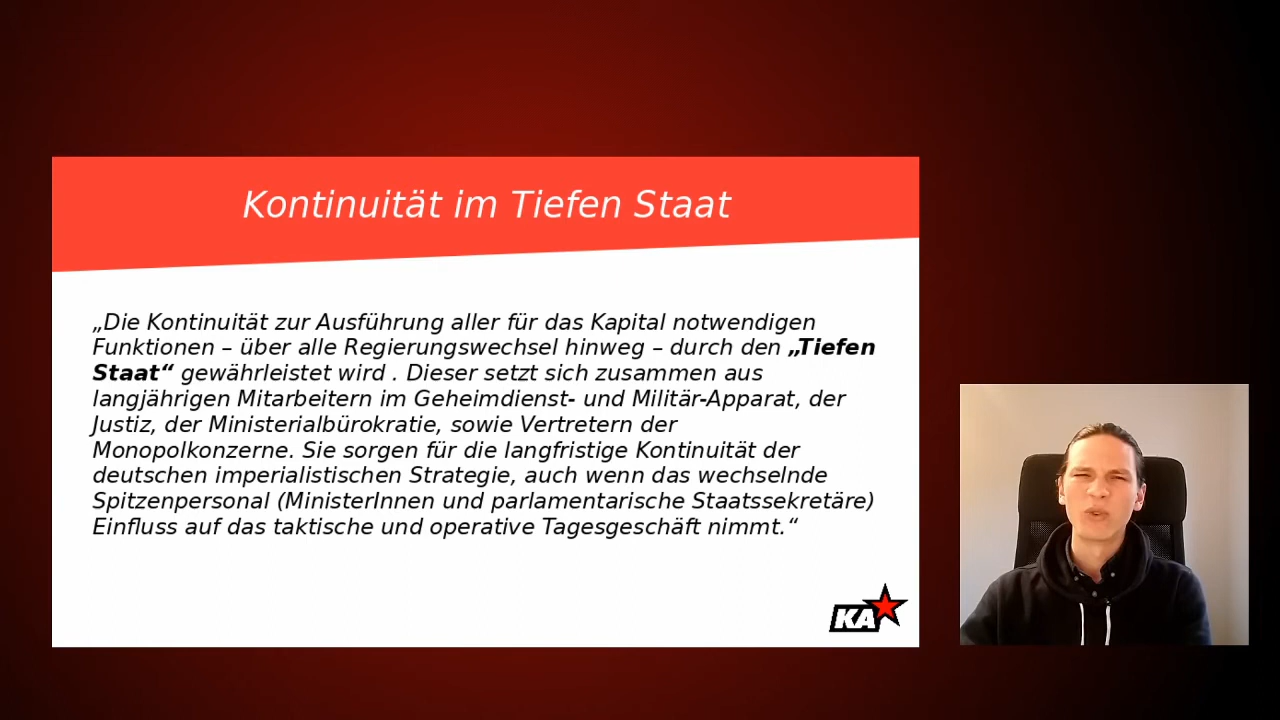 Kontinuität im Tiefen Staat
„Die Kontinuität zur Ausführung aller für das Kapital notwendigen
Funktionen – über alle Regierungswechsel hinweg – durch den „Tiefen
Staat“ gewährleistet wird . Dieser setzt sich zusammen aus
langjährigen Mitarbeitern im Geheimdienst- und Militär-Apparat, der
Justiz, der Ministerialbürokratie, sowie Vertretern der
Monopolkonzerne. Sie sorgen für die langfristige Kontinuität der
deutschen imperialistischen Strategie, auch wenn das wechselnde
Spitzenpersonal (MinisterInnen und parlamentarische Staatssekretäre)
Einfluss auf das taktische und operative Tagesgeschäft nimmt.“
KA